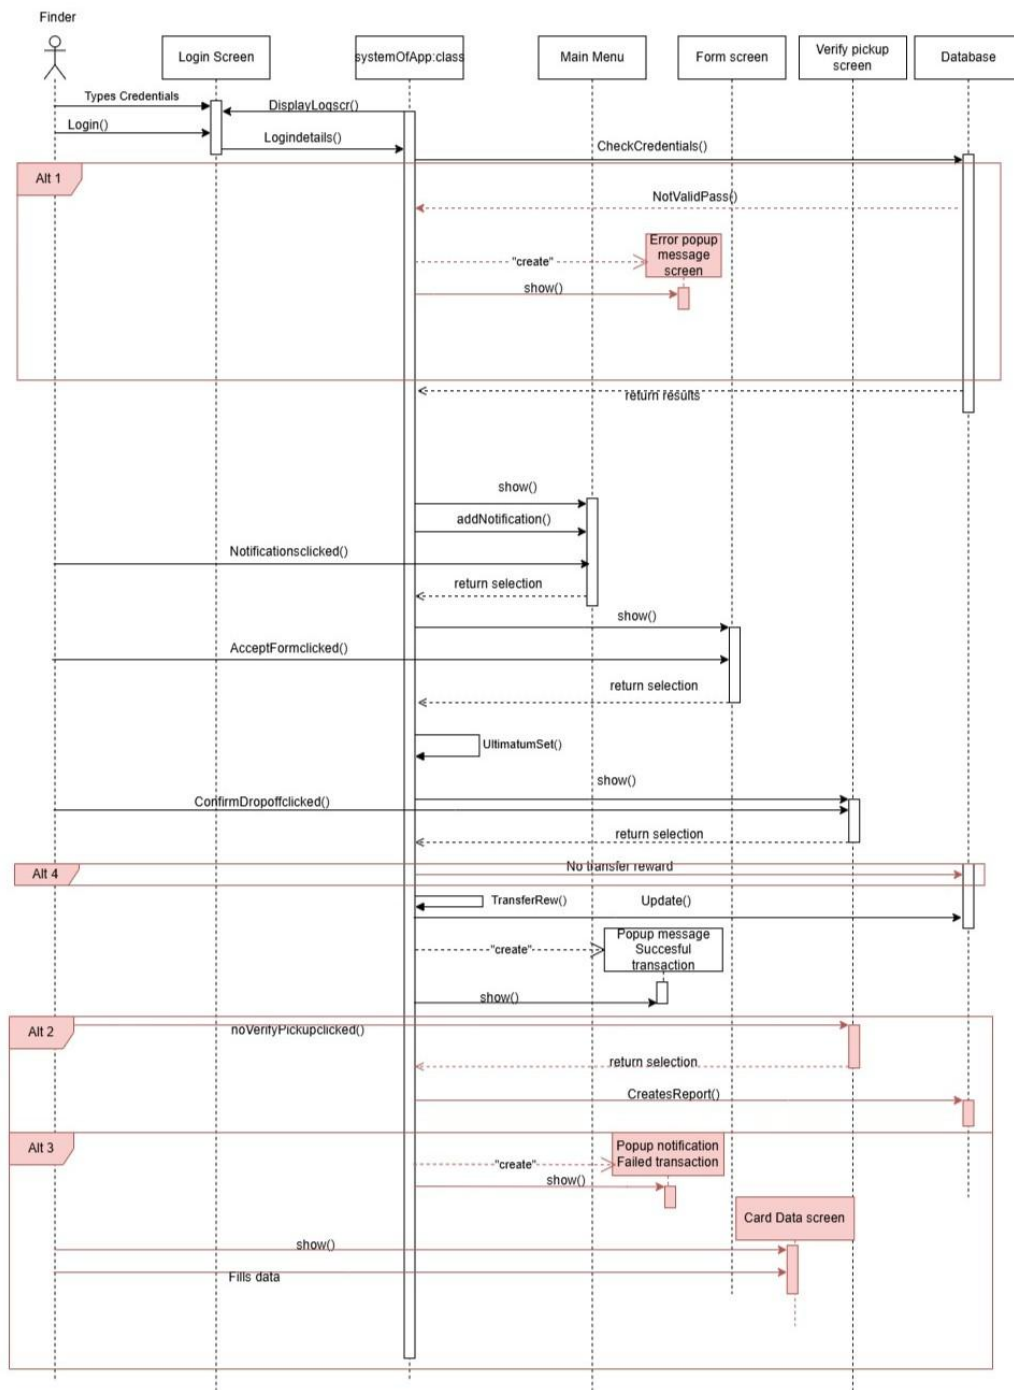 Finder
Login Screen
systemOfApp:class
Main Menu
Form screen
Verify pickup
screen
Database
Types Credentials
DisplayLogscr()
Login()
Logindetails()
CheckCredentials()
Alt 1
NotValidPass()
Error popup
message
screen
"create"
show()
return results
show()
addNotification()
Notificationsclicked()
return selection
show()
AcceptFormclicked()
return selection
UltimatumSet()
show()
ConfirmDropoffclicked()
return selection
Alt 4
No transfer reward
TransferRew()
Update()
Popup message
Succesful
transaction
"create"
show()
Alt 2
noVerifyPickupclicked()
return selection
CreatesReport()
Alt 3
Popup notification
Failed transaction
"create"
show()
Card Data screen
show()
Fills data